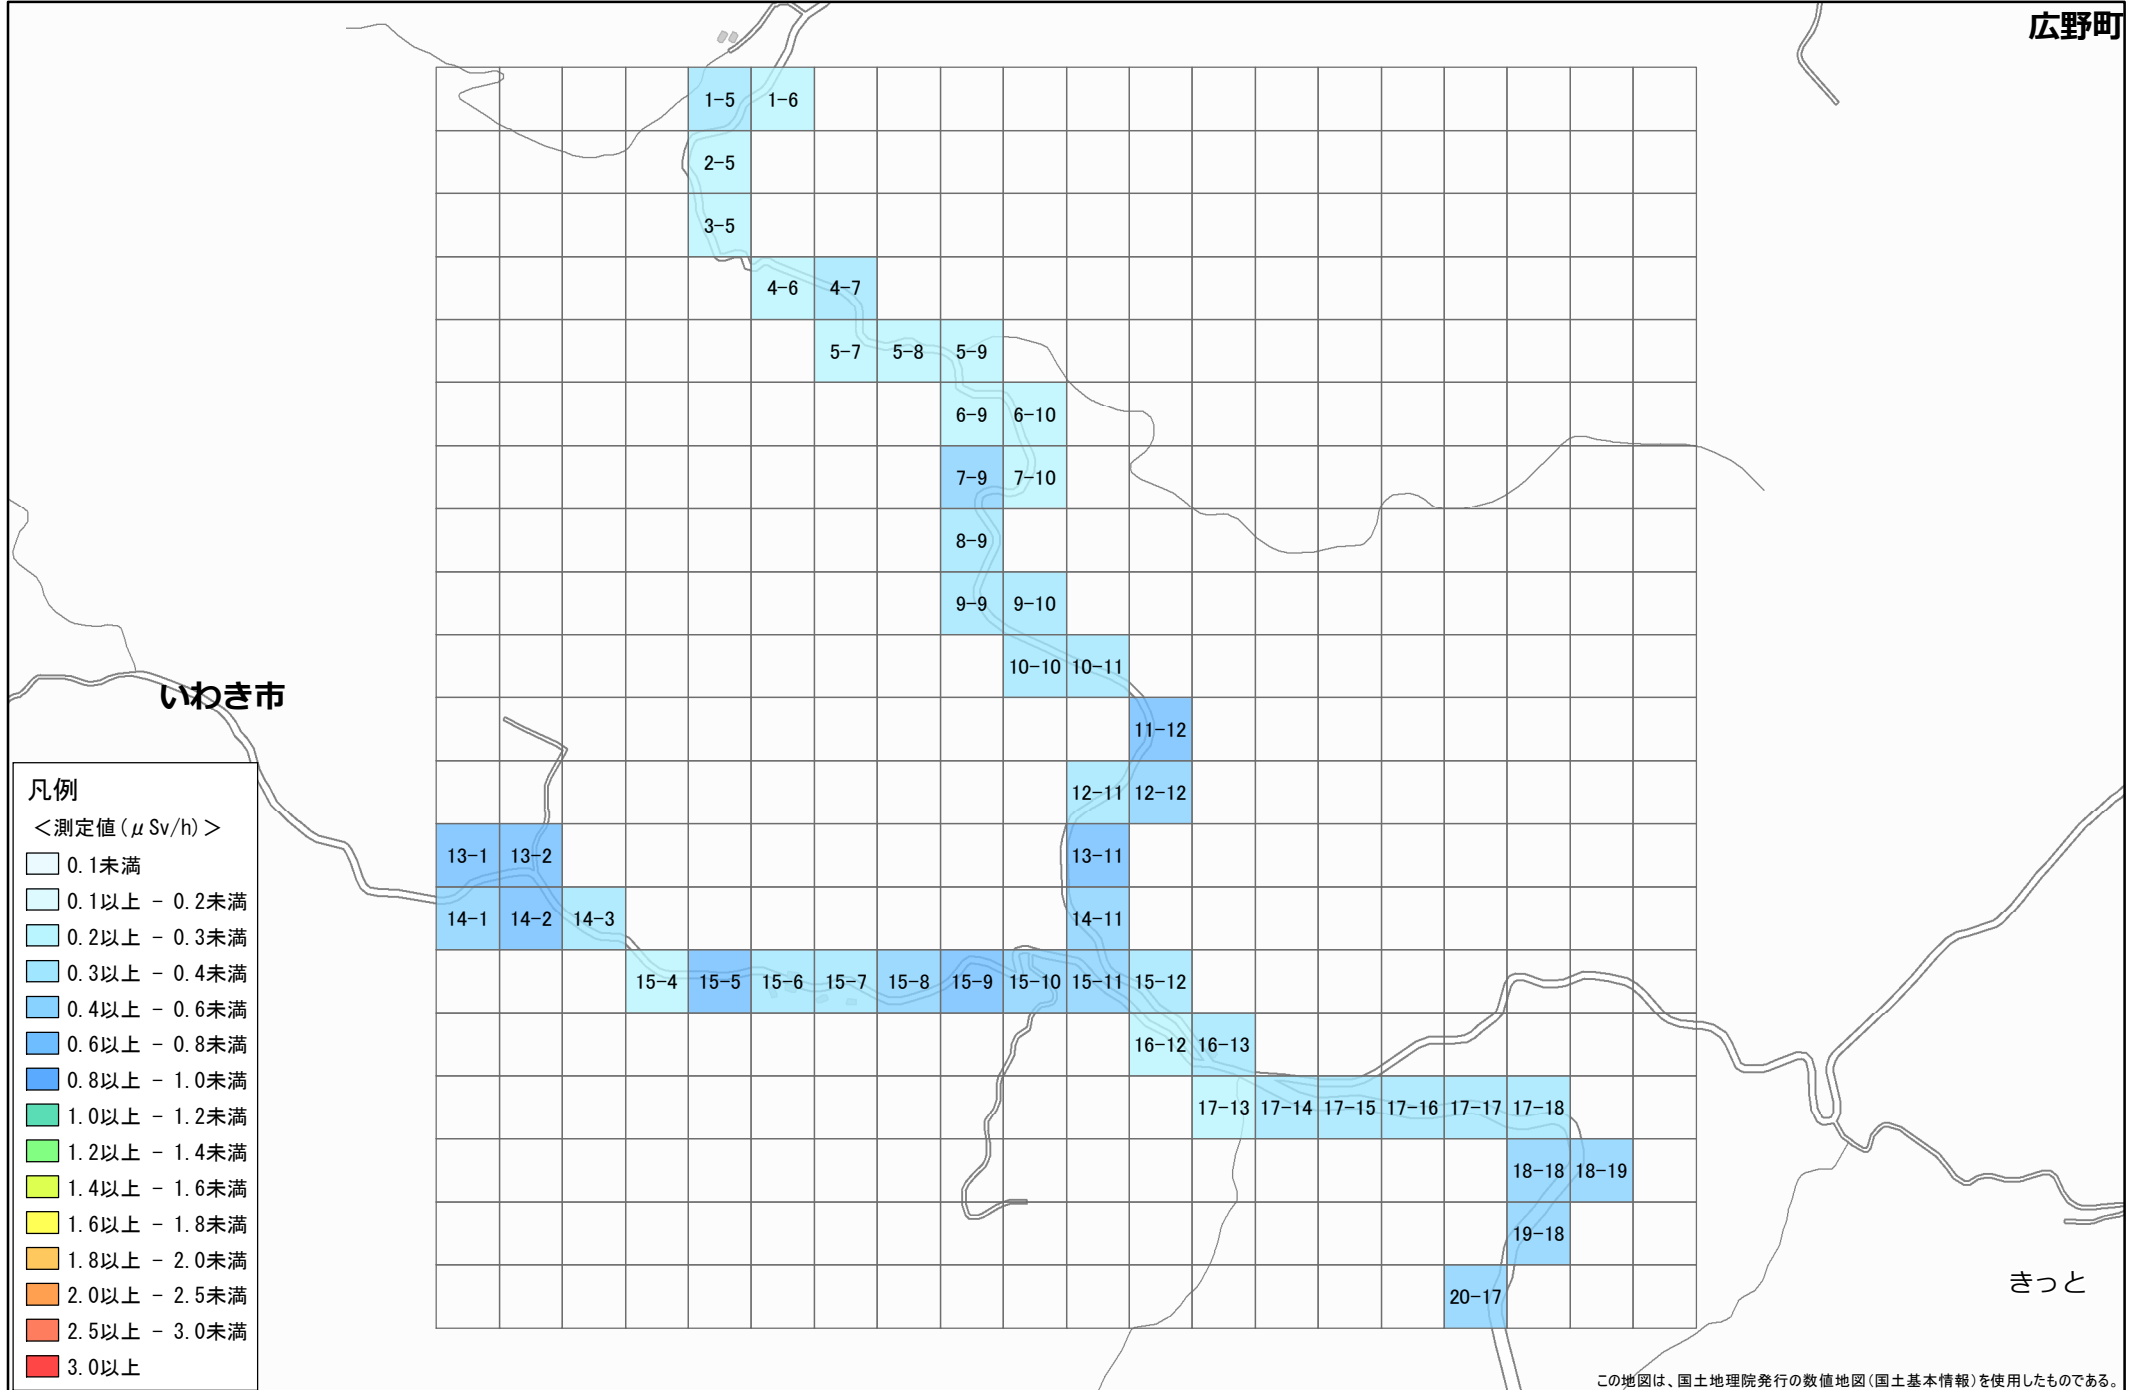 広野町
1-5 1-6
2-5
3-5
4-6 4-7
5-7 5-8 5-9
6-9 6-10
7-9 7-10
8-9
9-9 9-10
10-10 10-11
いわき市
11-12
12-11 12-12
13-1 13-2 13-11
14-1 14-2 14-3 14-11
15-4 15-5 15-6 15-7 15-8 15-9 15-10 15-11 15-12
16-12 16-13
17-13 17-14 17-15 17-16 17-17 17-18
18-18 18-19
19-18
20-17
きっと
凡例
＜測定値(μSv/h)＞
0.1未満
0.1以上 - 0.2未満
0.2以上 - 0.3未満
0.3以上 - 0.4未満
0.4以上 - 0.6未満
0.6以上 - 0.8未満
0.8以上 - 1.0未満
1.0以上 - 1.2未満
1.2以上 - 1.4未満
1.4以上 - 1.6未満
1.6以上 - 1.8未満
1.8以上 - 2.0未満
2.0以上 - 2.5未満
2.5以上 - 3.0未満
3.0以上
この地図は、国土地理院発行の数値地図(国土基本情報)を使用したものである。